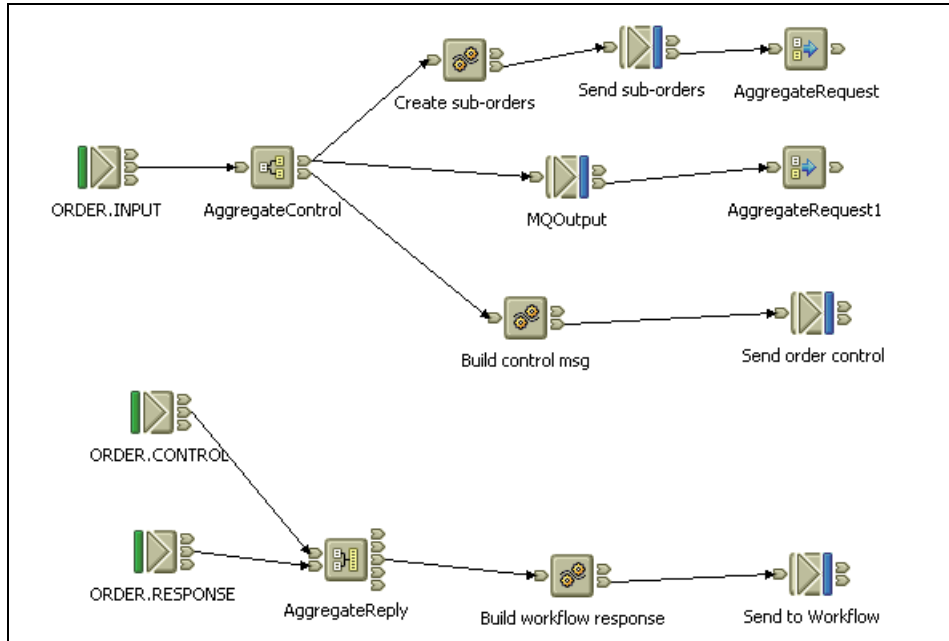 Create sub-orders
Send sub-orders
AggregateRequest
ORDER.INPUT
AggregateControl
MQOutput
AggregateRequest1
Build control msg
Send order control
ORDER.CONTROL
ORDER.RESPONSE
AggregateReply
Build workflow response
Send to Workflow